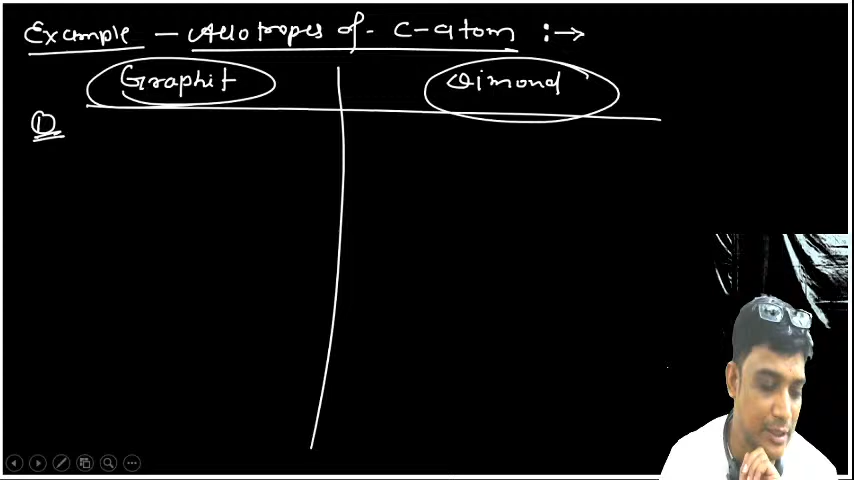 Example - Allotropes of C-atom :→
Graphit Dimond
①